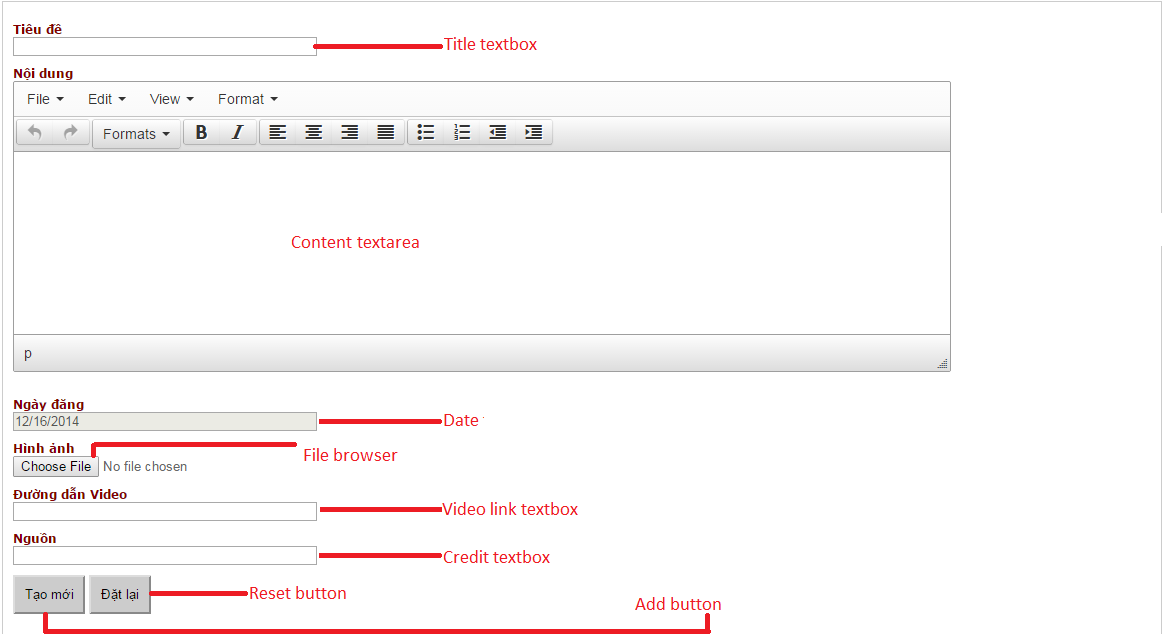 Tiêu đề
Title textbox
Nội dung
File Edit View Format
Formats B I
Content textarea
p
Ngày đăng
12/16/2014 Date
Hình ảnh
File browser
Choose File No file chosen
Đường dẫn Video
Video link textbox
Nguồn
Credit textbox
Tạo mới Đặt lại Reset button
Add button